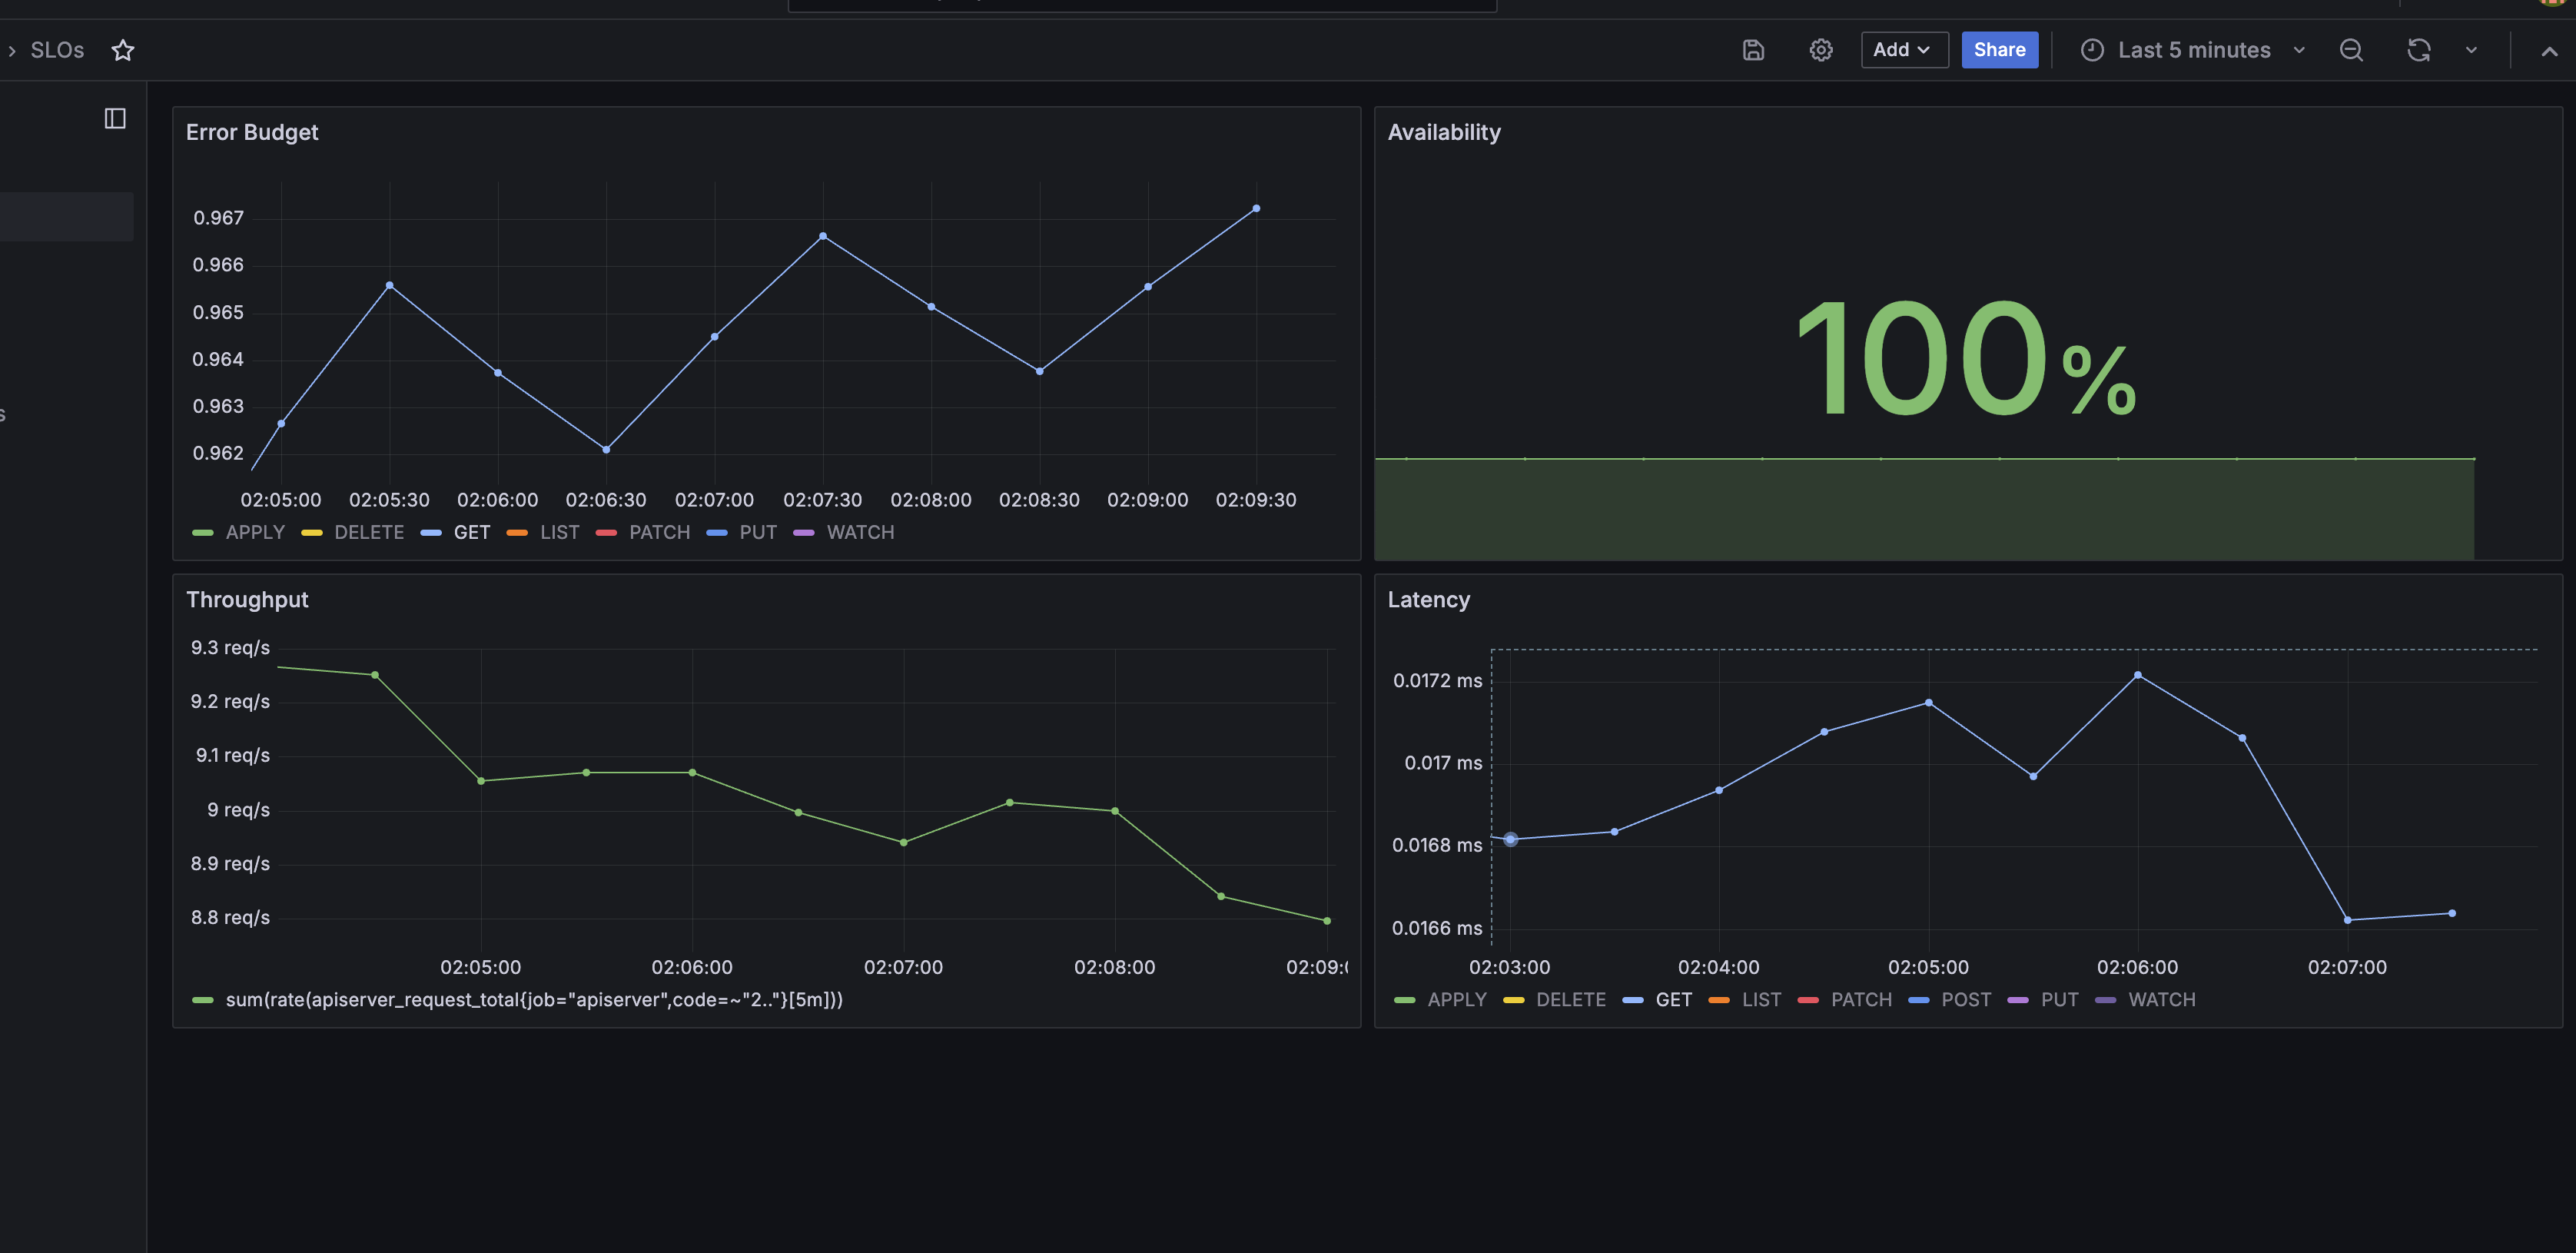 SLOs
Add
Share
Last 5 minutes
s
Error Budget
0.967
0.966
0.965
0.964
0.963
0.962
02:05:00 02:05:30 02:06:00 02:06:30 02:07:00 02:07:30 02:08:00 02:08:30 02:09:00 02:09:30
APPLY DELETE GET LIST PATCH PUT WATCH
Availability
100%
Throughput
9.3 req/s
9.2 req/s
9.1 req/s
9 req/s
8.9 req/s
8.8 req/s
02:05:00 02:06:00 02:07:00 02:08:00 02:09:0
sum(rate(apiserver_request_total{job="apiserver",code=~"2.."}[5m]))
Latency
0.0172 ms
0.017 ms
0.0168 ms
0.0166 ms
02:03:00 02:04:00 02:05:00 02:06:00 02:07:00
APPLY DELETE GET LIST PATCH POST PUT WATCH